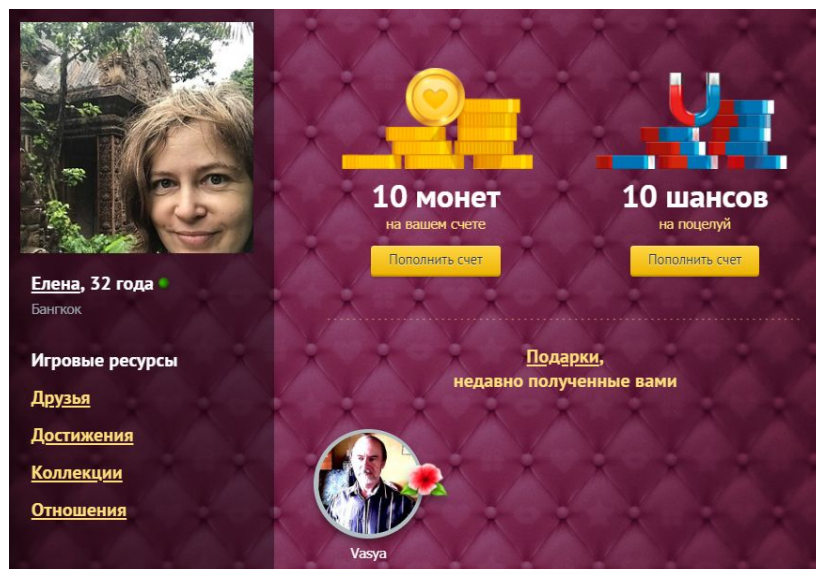 Елена, 32 года
Бангкок
Игровые ресурсы
Друзья
Достижения
Коллекции
Отношения
10 монет
на вашем счете
Пополнить счет
10 шансов
на поцелуй
Пополнить счет
Подарки,
недавно полученные вами
Vasya